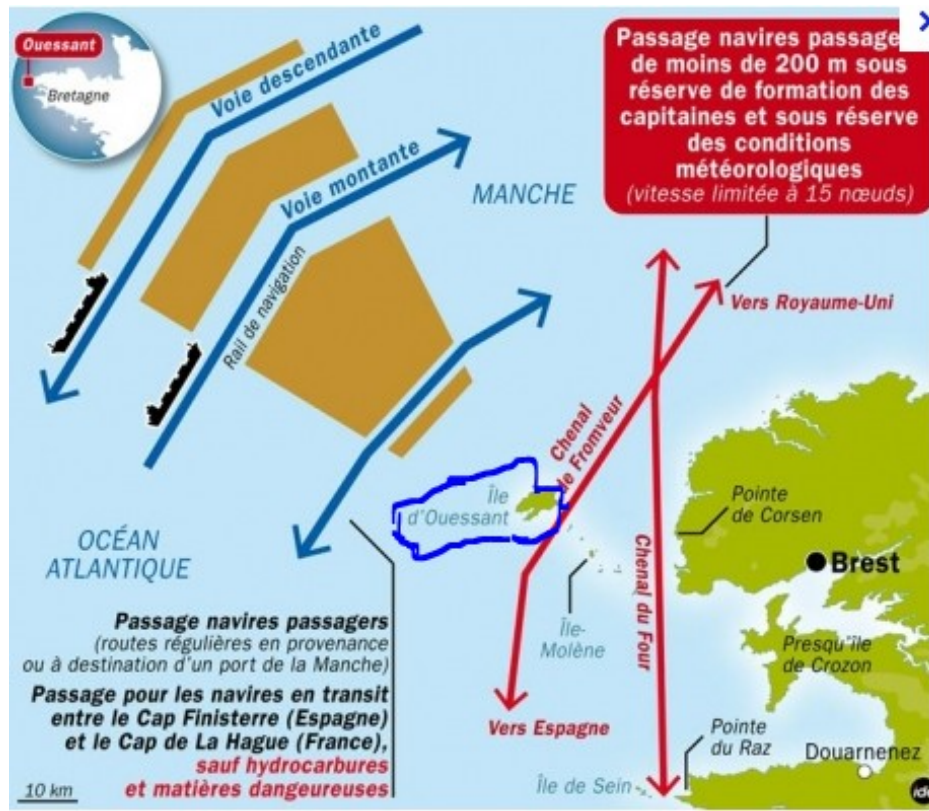 Ouessant
Bretagne
Voie descendante
Voie montante
Rail de navigation
MANCHE
Passage navires passage
de moins de 200 m sous
réserve de formation des
capitaines et sous réserve
des conditions
météorologiques
(vitesse limitée à 15 nœuds)
Vers Royaume-Uni
Chenal
de Fromveur
Île
d'Ouessant
Pointe
de Corsen
OCÉAN
ATLANTIQUE
Brest
Chenal du Four
Île-
Molène
Presqu'île
de Crozon
Passage navires passagers
(routes régulières en provenance
ou à destination d'un port de la Manche)
Passage pour les navires en transit
entre le Cap Finisterre (Espagne)
et le Cap de La Hague (France),
sauf hydrocarbures
et matières dangeureuses
Vers Espagne
Pointe
du Raz
Douarnenez
Île de Sein
10 km
idé